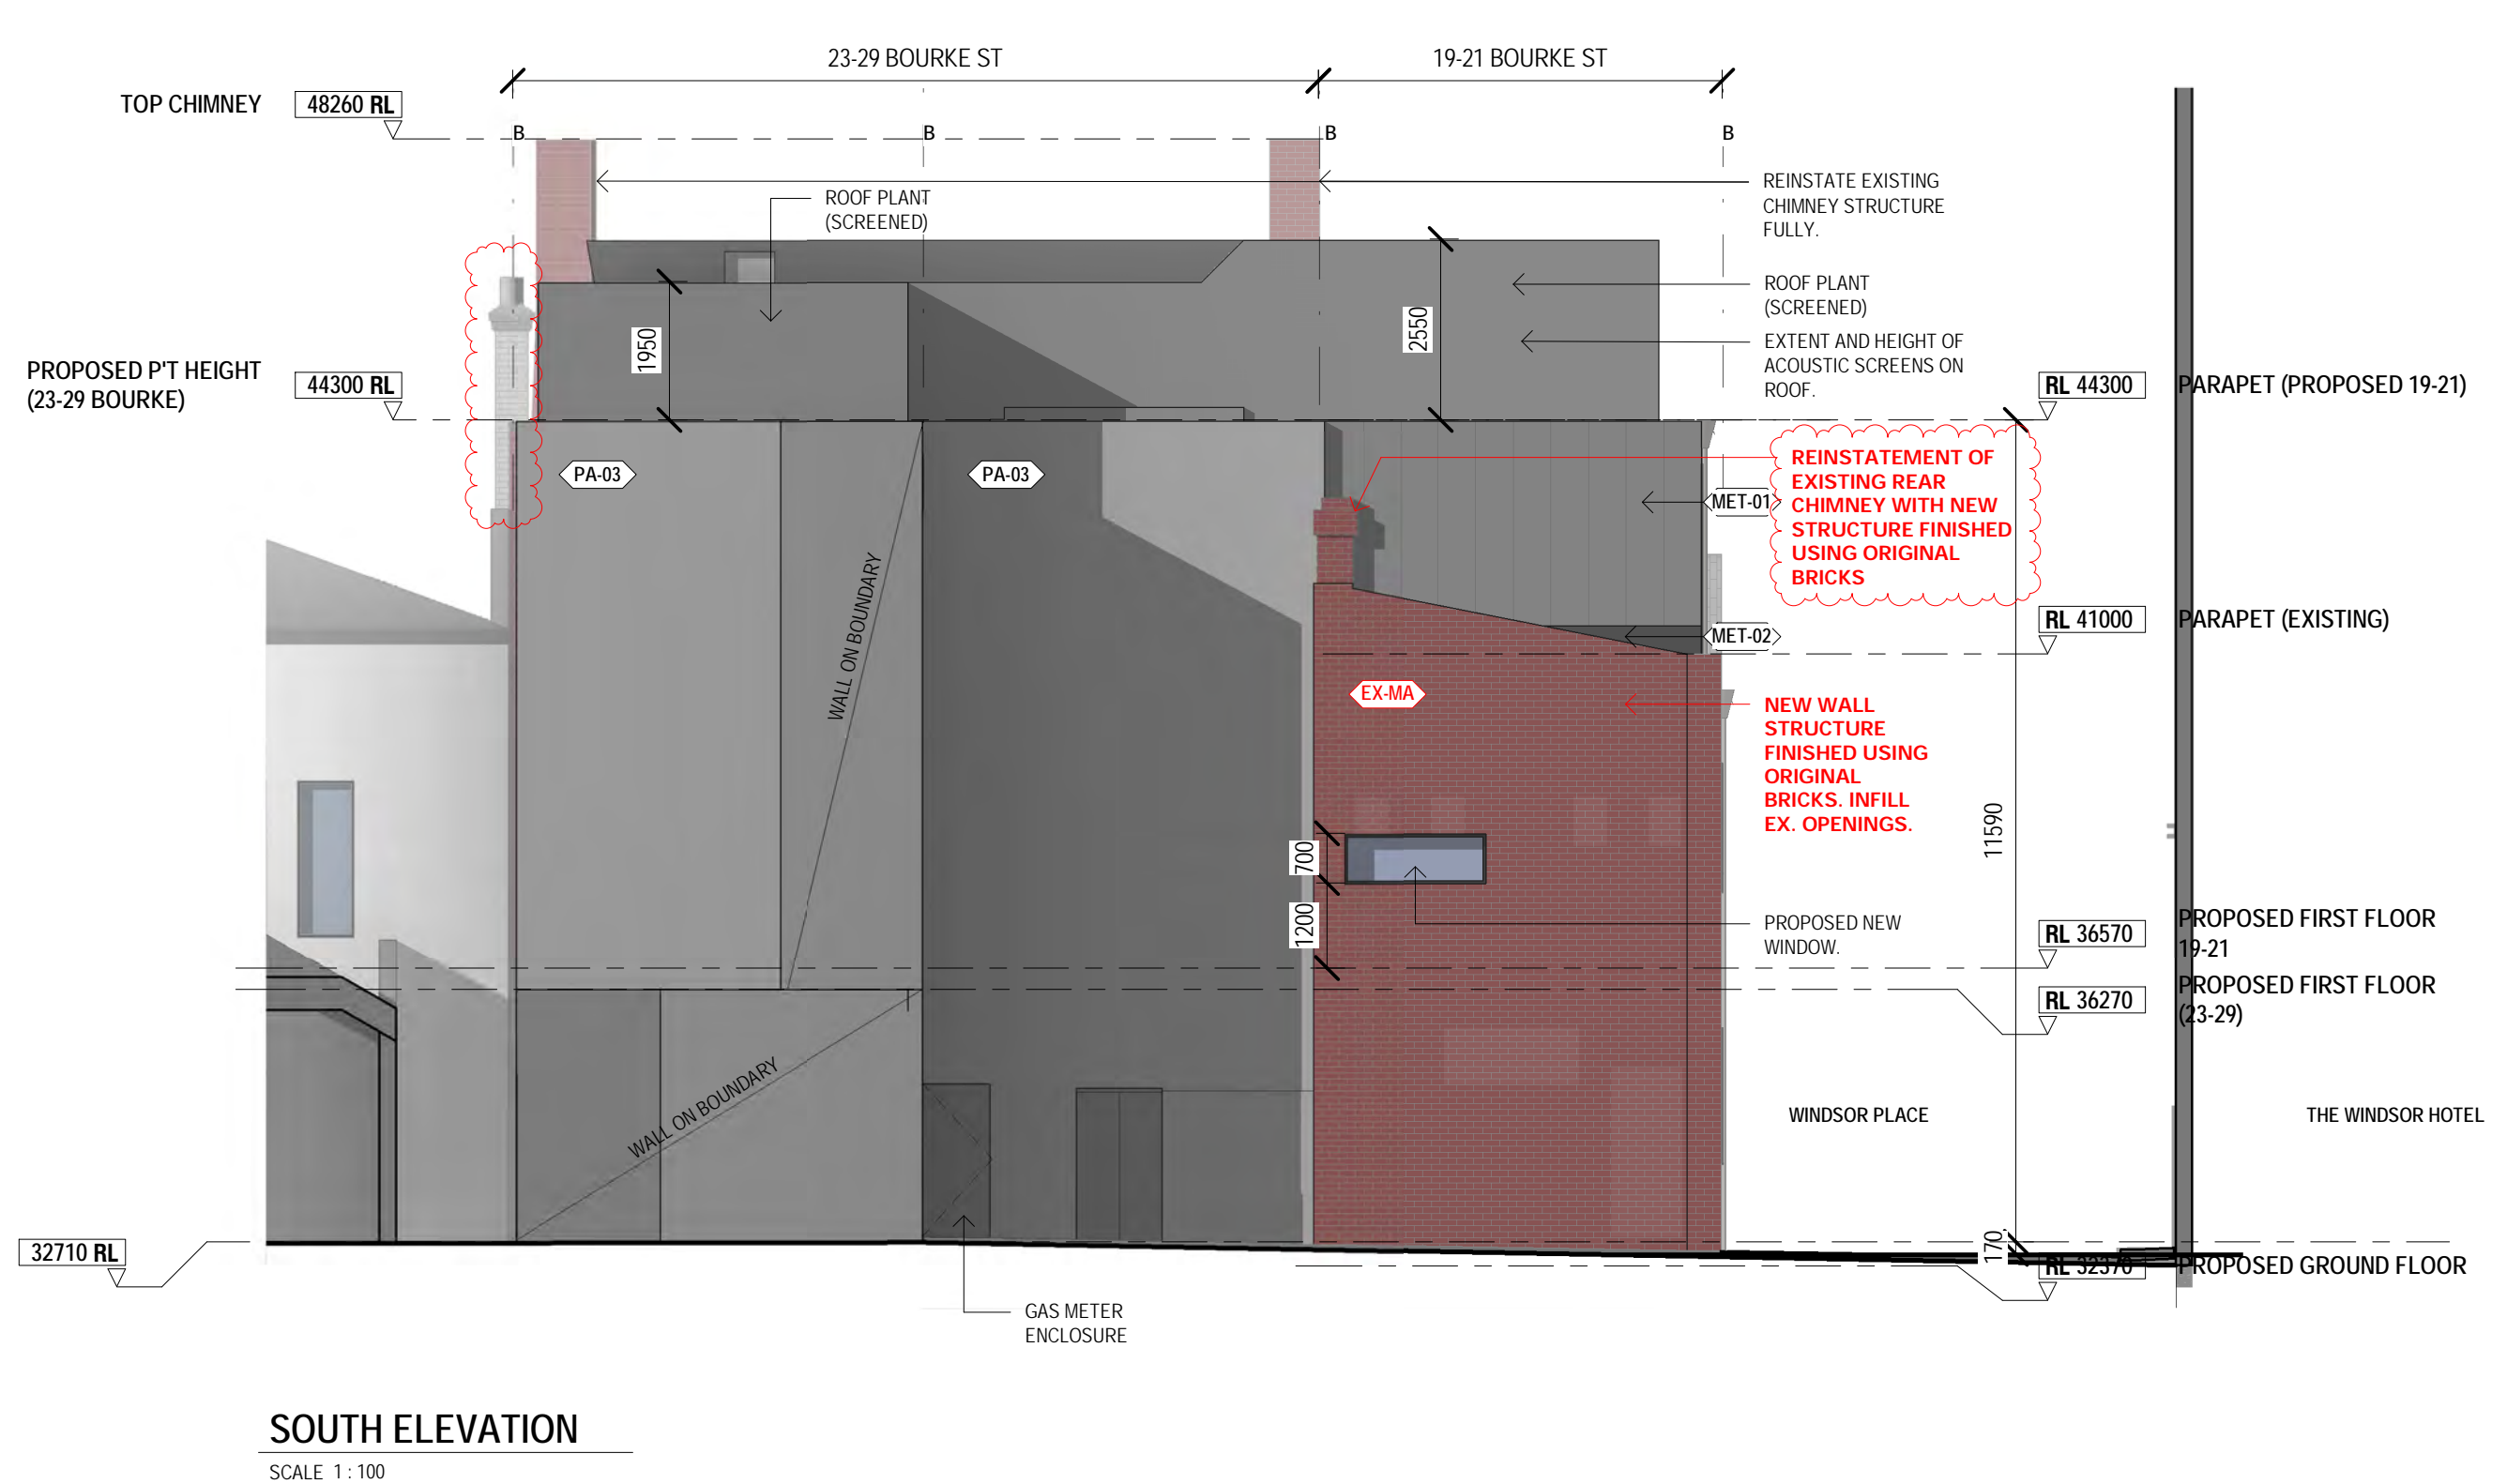 23-29 BOURKE ST
19-21 BOURKE ST
TOP CHIMNEY
48260 RL
B
B
B
B
ROOF PLANT
(SCREENED)
REINSTATE EXISTING
CHIMNEY STRUCTURE
FULLY.
ROOF PLANT
(SCREENED)
EXTENT AND HEIGHT OF
ACOUSTIC SCREENS ON
ROOF.
1950
2550
PROPOSED P'T HEIGHT
(23-29 BOURKE)
44300 RL
RL 44300
PARAPET (PROPOSED 19-21)
PA-03
PA-03
REINSTATEMENT OF
EXISTING REAR
CHIMNEY WITH NEW
STRUCTURE FINISHED
USING ORIGINAL
BRICKS
MET-01
MET-02
RL 41000
PARAPET (EXISTING)
WALL ON BOUNDARY
EX-MA
NEW WALL
STRUCTURE
FINISHED USING
ORIGINAL
BRICKS. INFILL
EX. OPENINGS.
11590
700
1200
PROPOSED NEW
WINDOW.
RL 36570
PROPOSED FIRST FLOOR
19-21
RL 36270
PROPOSED FIRST FLOOR
(23-29)
WALL ON BOUNDARY
WINDSOR PLACE
THE WINDSOR HOTEL
32710 RL
170
RL 32370
PROPOSED GROUND FLOOR
GAS METER
ENCLOSURE
SOUTH ELEVATION
SCALE 1 : 100